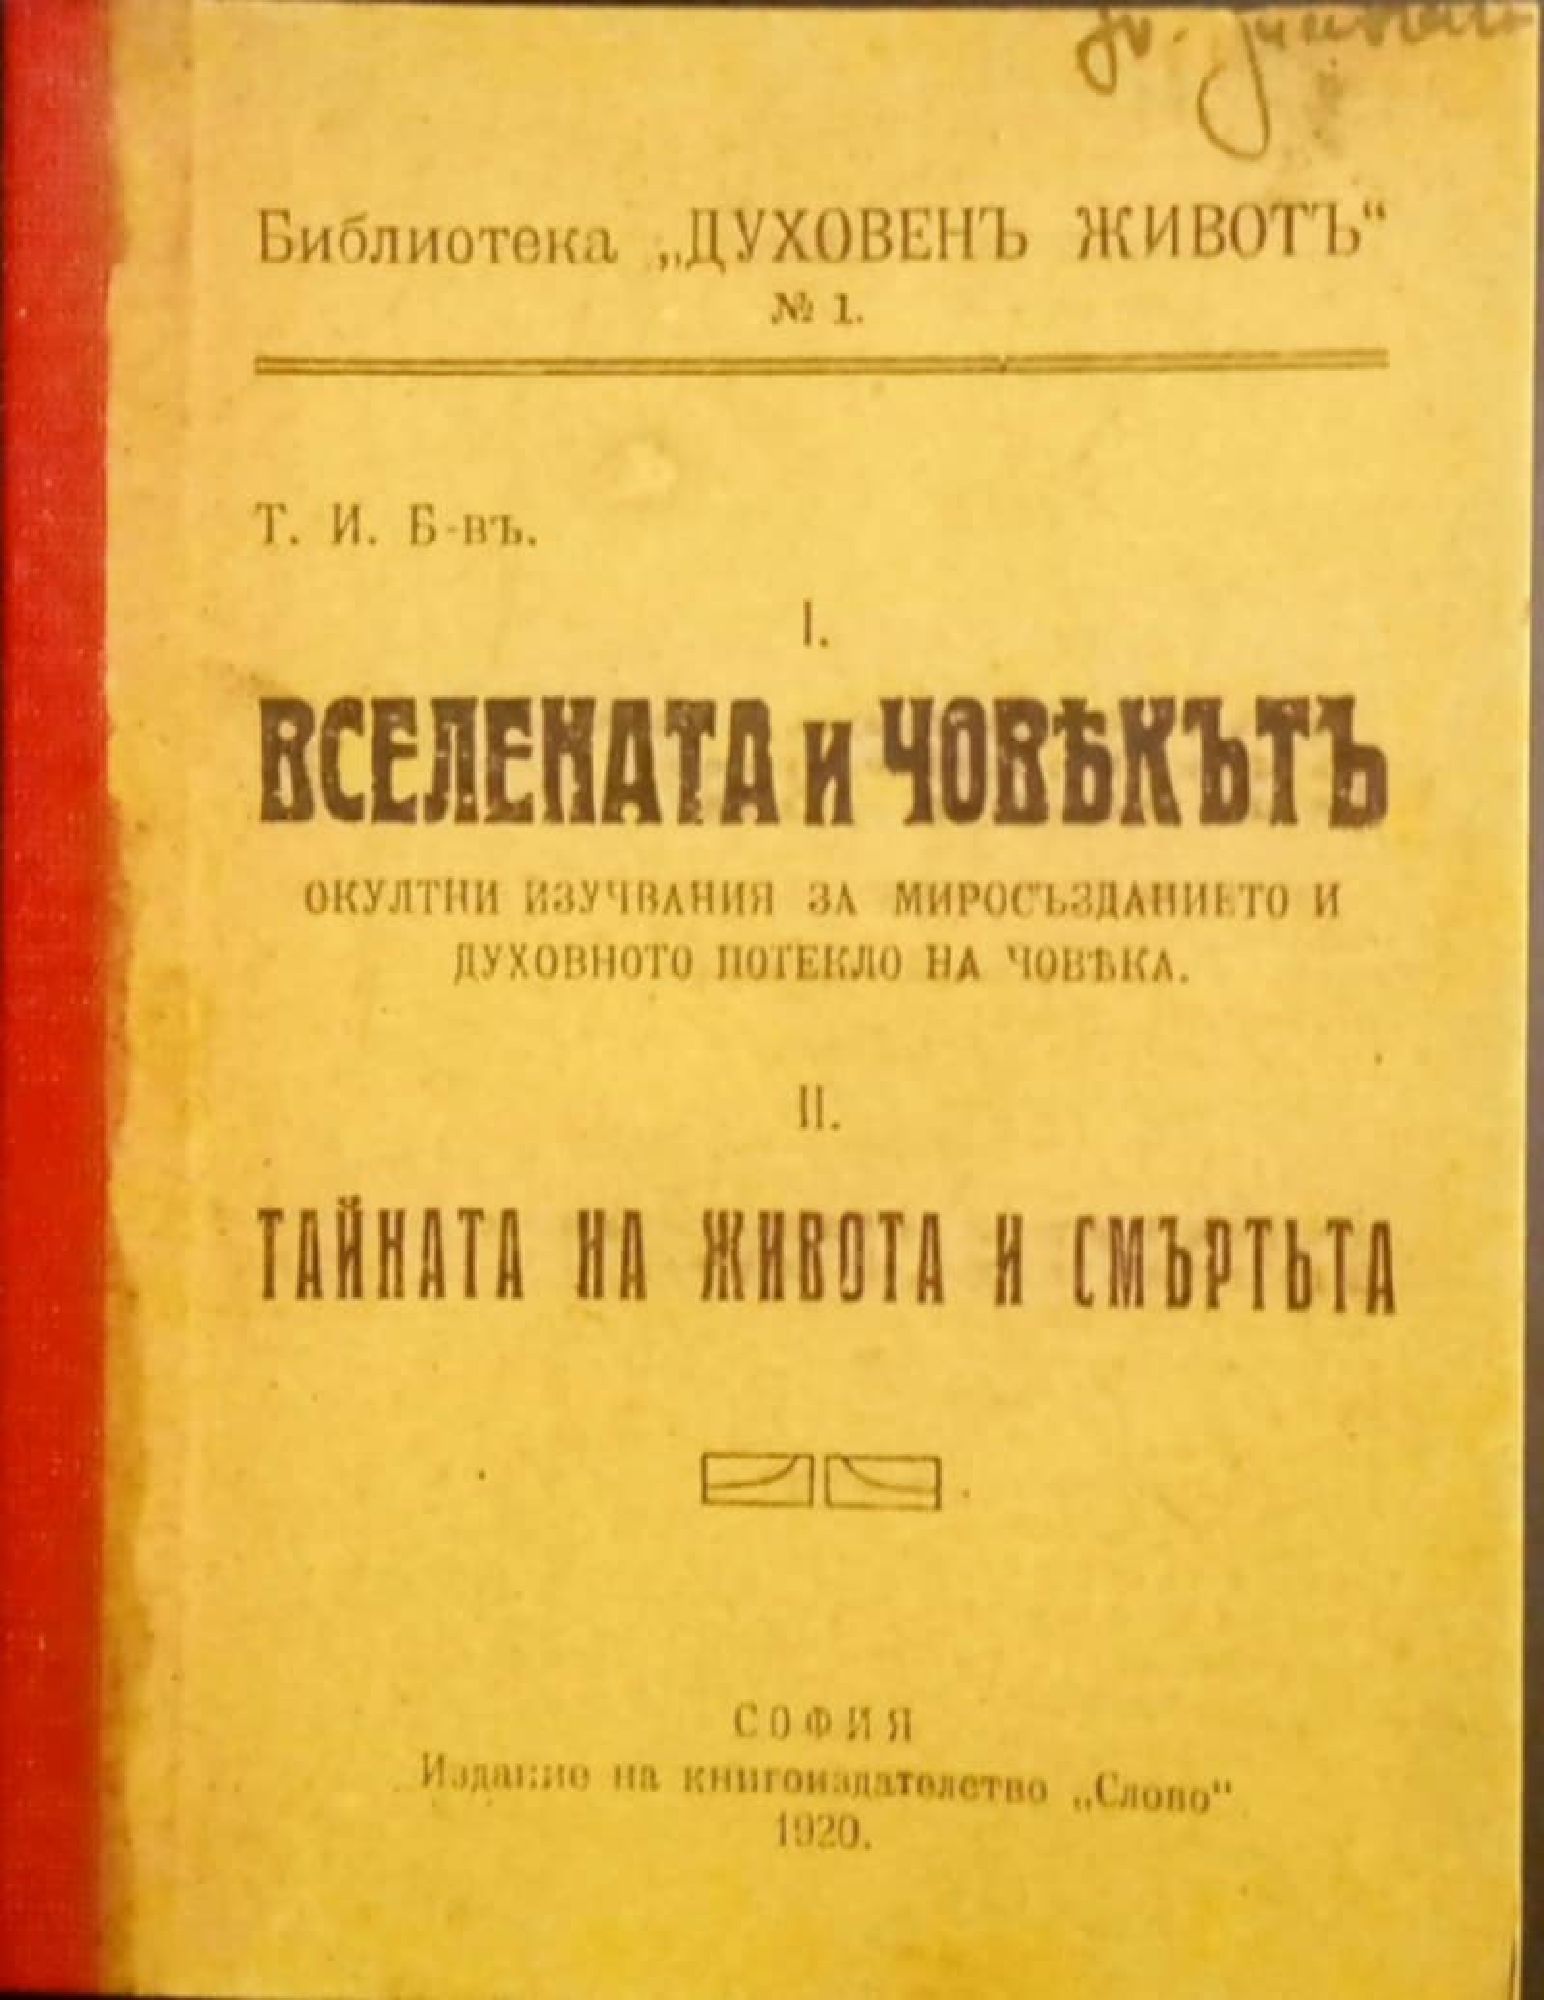 Библиотека „ДУХОВЕНЪ ЖИВОТЪ“
№ 1.
Т. И. Б-въ.
I.
ВСЕЛЕНАТА и ЧОВѢКЪТЪ
ОКУЛТНИ ИЗУЧВАНИЯ ЗА МИРОСЪЗДАНИЕТО И
ДУХОВНОТО ПОТЕКЛО НА ЧОВѢКА.
II.
ТАЙНАТА НА ЖИВОТА И СМЪРТЬТА
СОФИЯ
Издание на книгоиздателство „Слово“
1920.